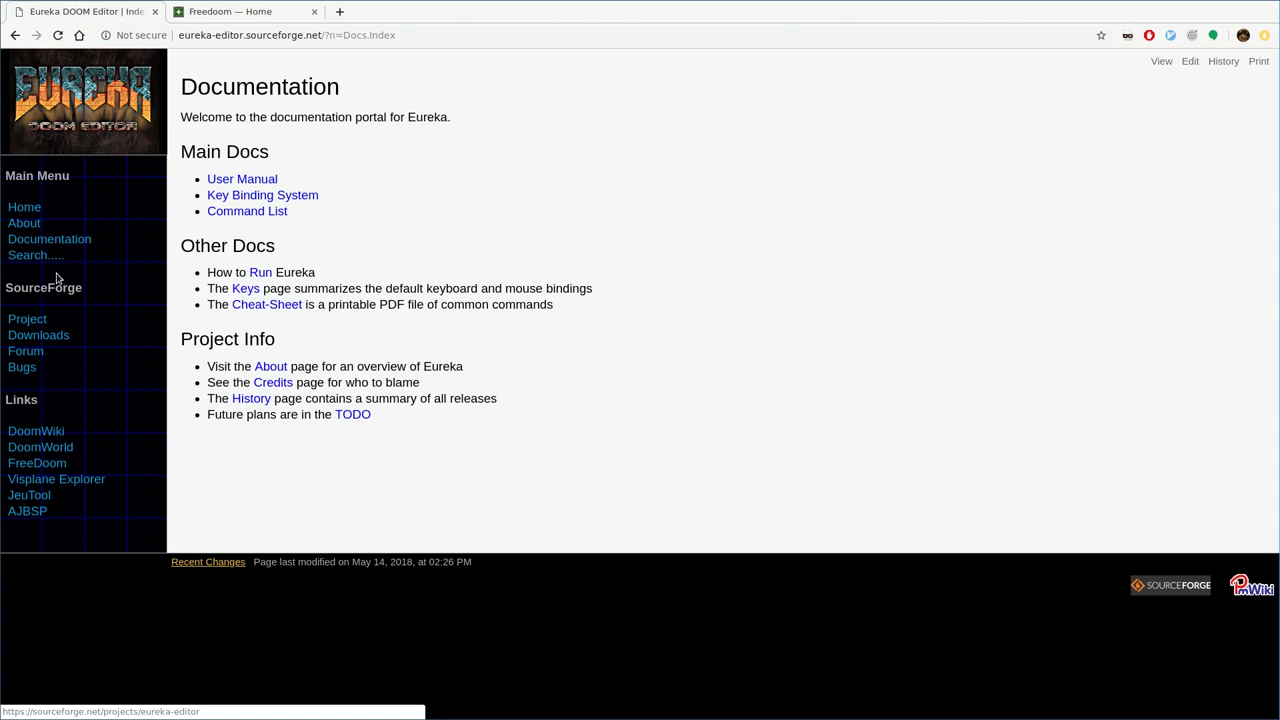 Eureka DOOM Editor | Inde
Freedoom — Home
Not secure
eureka-editor.sourceforge.net/?n=Docs.Index
EUREKA
DOOM EDITOR
View
Edit
History
Print
Main Menu
Home
About
Documentation
Search.....
SourceForge
Project
Downloads
Forum
Bugs
Links
DoomWiki
DoomWorld
FreeDoom
Visplane Explorer
JeuTool
AJBSP
Documentation
Welcome to the documentation portal for Eureka.
Main Docs
User Manual
Key Binding System
Command List
Other Docs
How to Run Eureka
The Keys page summarizes the default keyboard and mouse bindings
The Cheat-Sheet is a printable PDF file of common commands
Project Info
Visit the About page for an overview of Eureka
See the Credits page for who to blame
The History page contains a summary of all releases
Future plans are in the TODO
Recent Changes Page last modified on May 14, 2018, at 02:26 PM
SOURCEFORGE
PmWiki
https://sourceforge.net/projects/eureka-editor